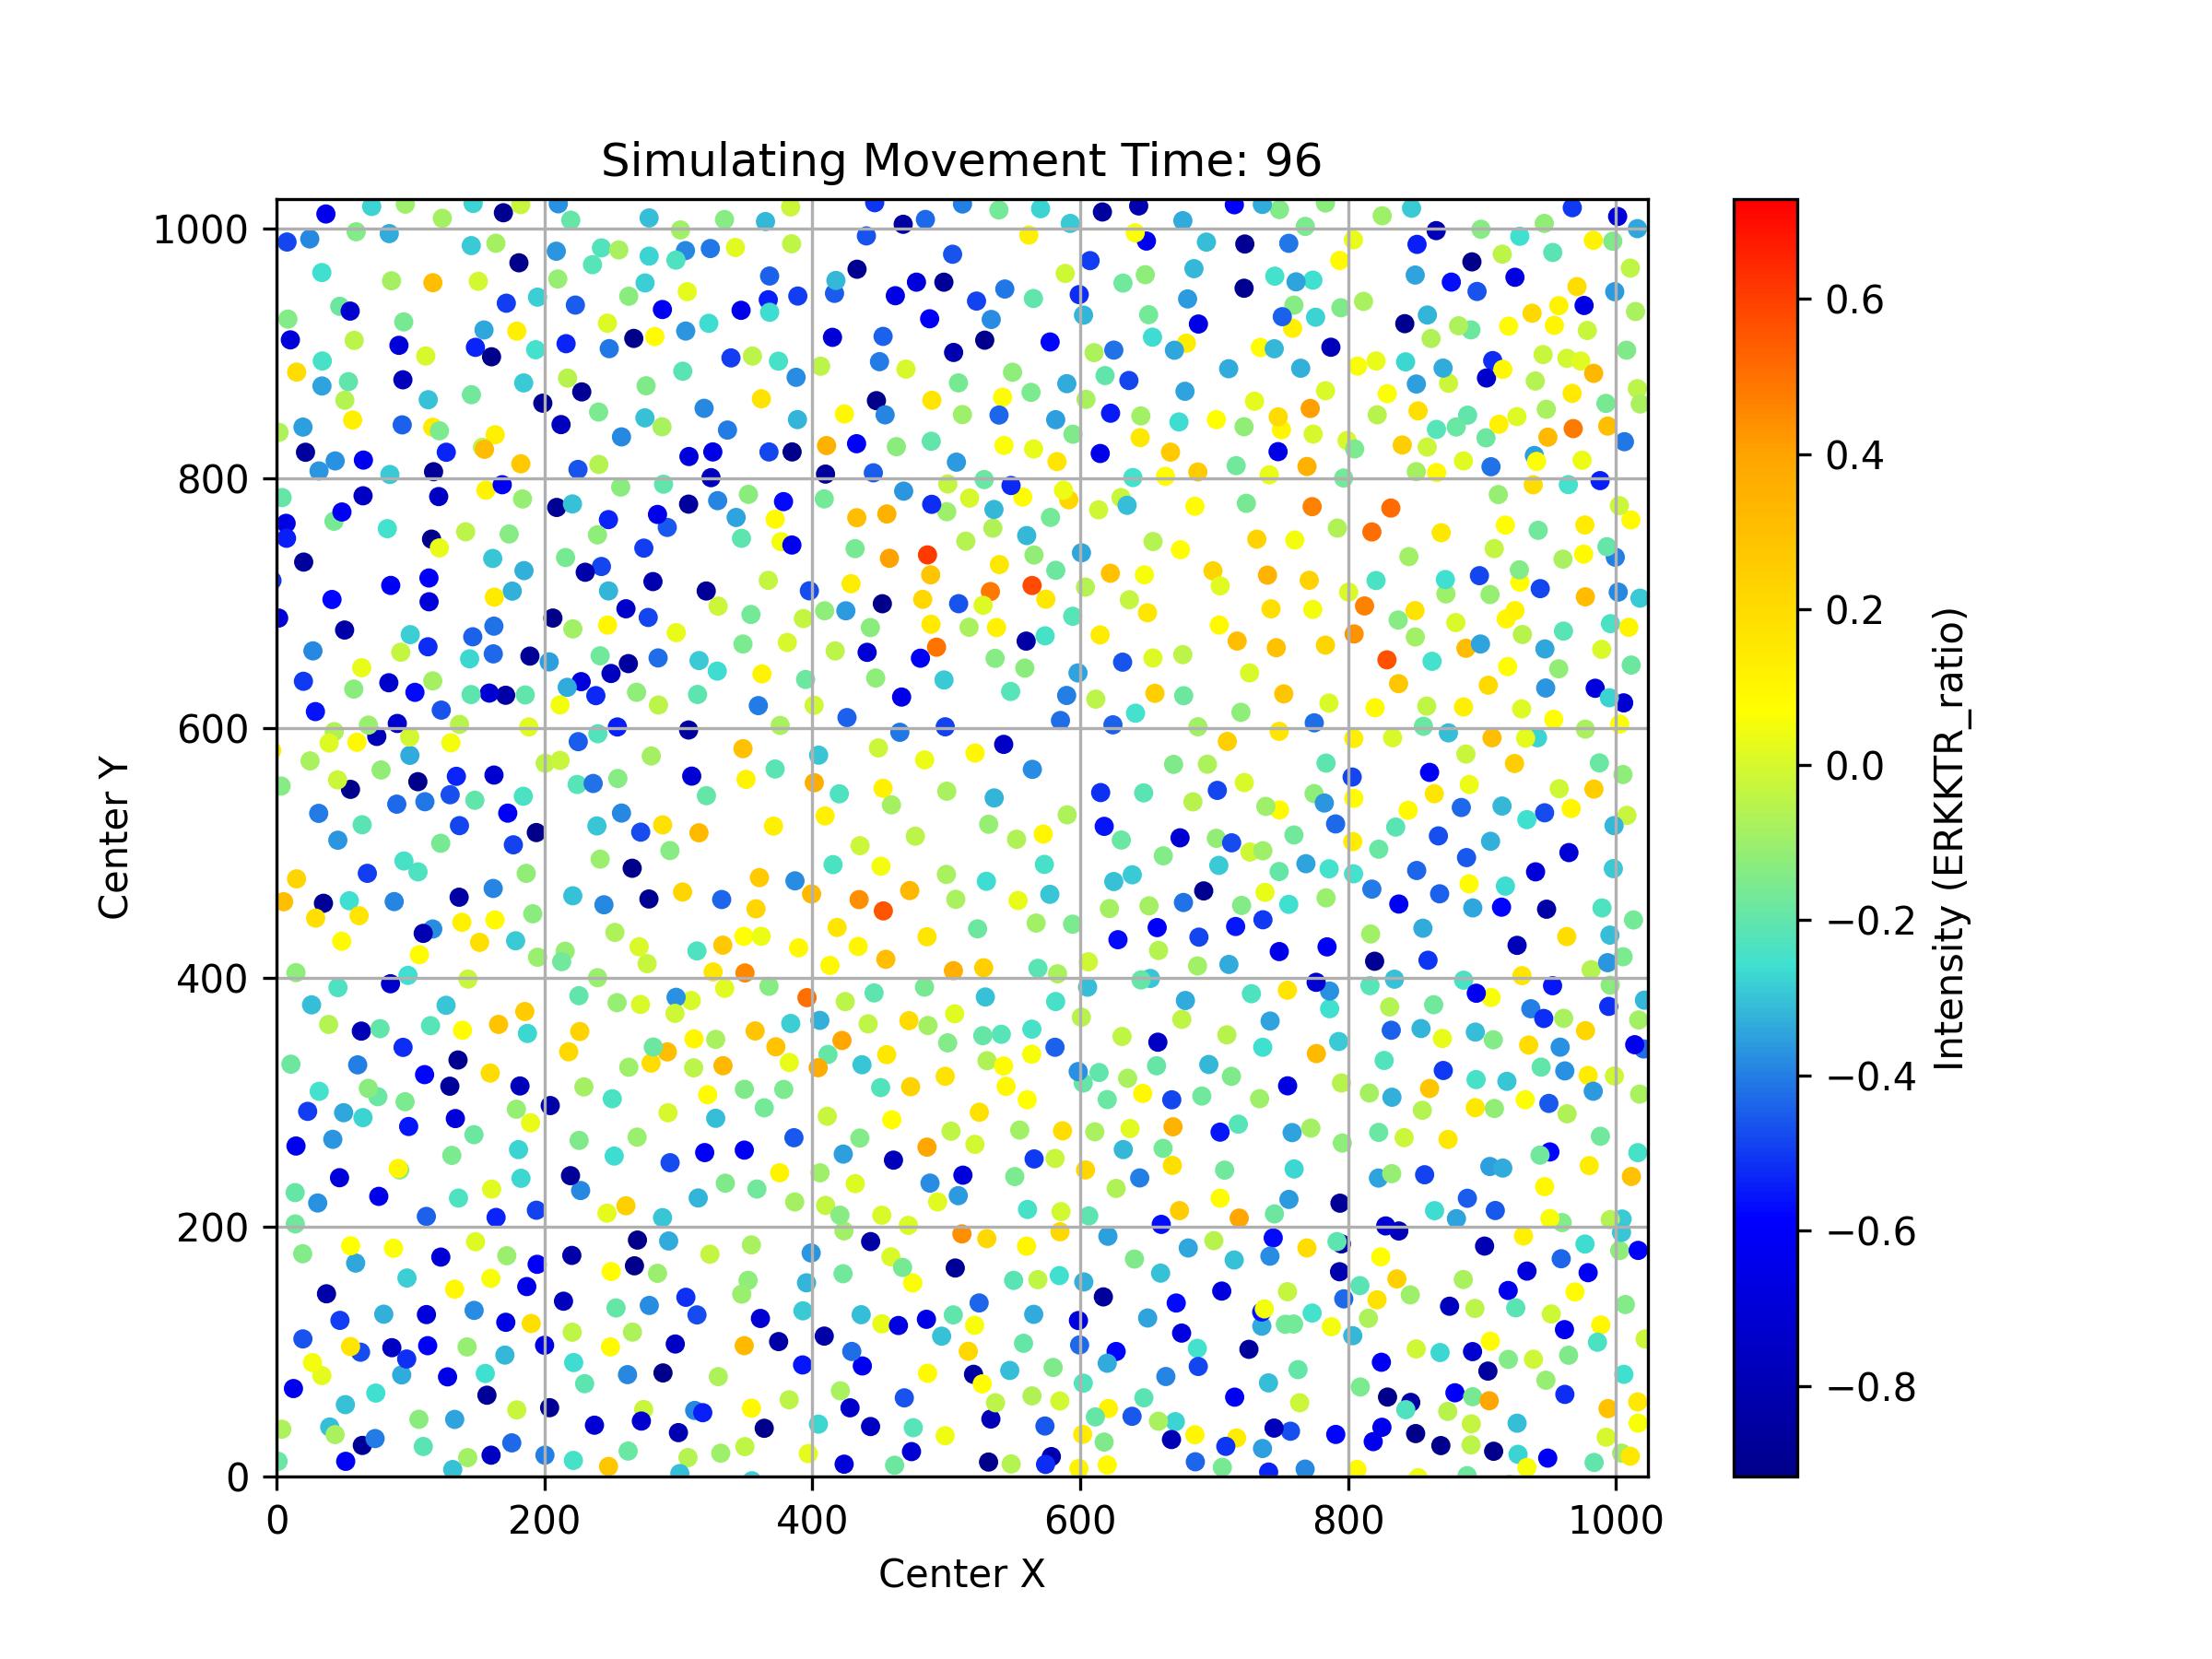 Simulating Movement Time: 96
1000
800
600
400
200
0
Center Y
0 200 400 600 800 1000
Center X
0.6
0.4
0.2
0.0
−0.2
−0.4
−0.6
−0.8
Intensity (ERKKTR_ratio)